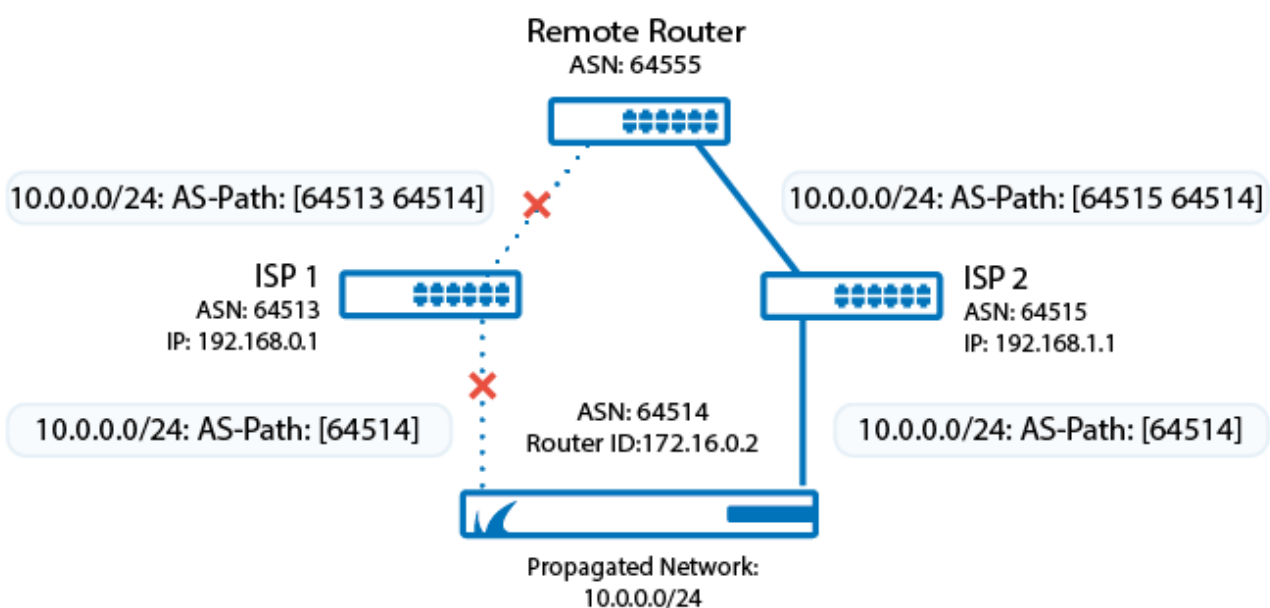 Remote Router
ASN: 64555
10.0.0.0/24: AS-Path: [64513 64514]
10.0.0.0/24: AS-Path: [64515 64514]
ISP 1
ASN: 64513
IP: 192.168.0.1
ISP 2
ASN: 64515
IP: 192.168.1.1
10.0.0.0/24: AS-Path: [64514]
ASN: 64514
Router ID:172.16.0.2
10.0.0.0/24: AS-Path: [64514]
Propagated Network:
10.0.0.0/24